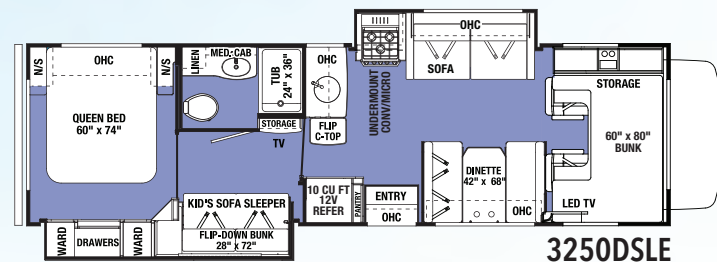 N/S
OHC
N/S
QUEEN BED
60" x 74"
WARD
DRAWERS
WARD
LINEN
MED. CAB
TUB
24" x 36"
STORAGE
TV
KID'S SOFA SLEEPER
FLIP-DOWN BUNK
28" x 72"
OHC
FLIP
C-TOP
10 CU FT
12V
REFER
PANTRY
ENTRY
OHC
UNDERMOUNT
CONV/MICRO
OHC
SOFA
DINETTE
42" x 68"
OHC
STORAGE
60" x 80"
BUNK
LED TV
3250DSLE